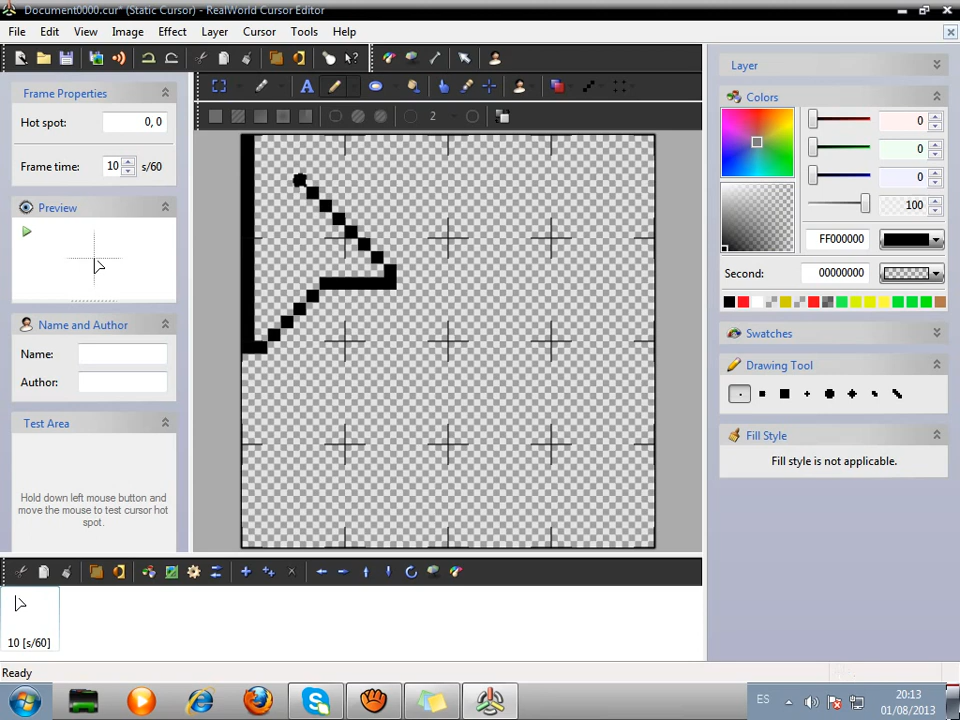 Document0000.cur* (Static Cursor) - RealWorld Cursor Editor
File Edit View Image Effect Layer Cursor Tools Help
Frame Properties
Hot spot: 0, 0
Frame time: 10 s/60
Preview
Name and Author
Name:
Author:
Test Area
Hold down left mouse button and
move the mouse to test cursor hot
spot.
A
2
Layer
Colors
0
0
0
100
FF000000
Second: 00000000
Swatches
Drawing Tool
Fill Style
Fill style is not applicable.
10 [s/60]
Ready
ES
20:13
01/08/2013